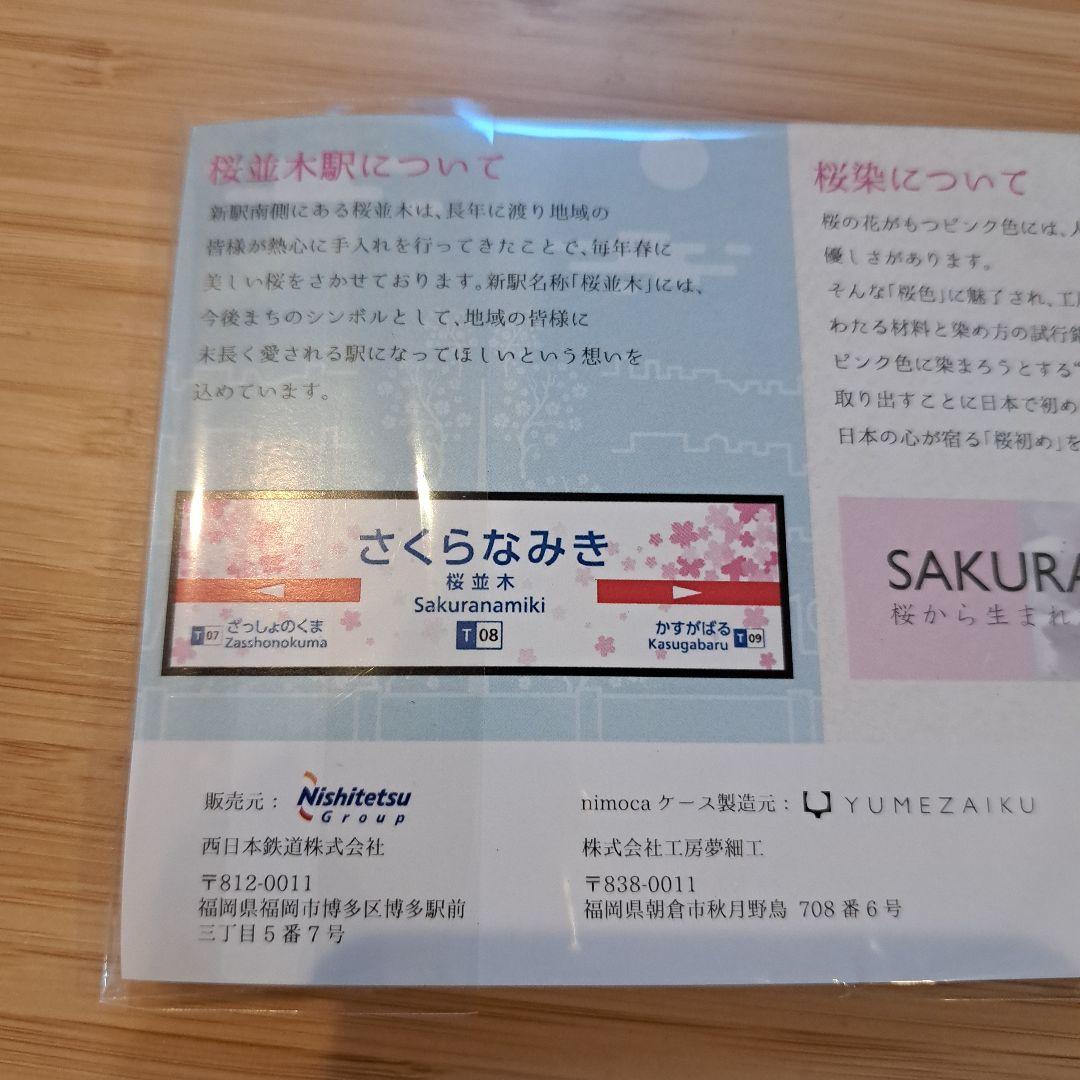 桜並木駅について
新駅南側にある桜並木は、長年に渡り地域の
皆様が熱心に手入れを行ってきたことで、毎年春に
美しい桜をさかせております。新駅名称「桜並木」には、
今後まちのシンボルとして、地域の皆様に
末長く愛される駅になってほしいという想いを
込めています。
さくらなみき
桜並木
Sakuranamiki
T 08
T 07 ざっしょのくま
Zasshonokuma
かすがばる T 09
Kasugabaru
桜染について
桜の花がもつピンク色には、人
優しさがあります。
そんな「桜色」に魅了され、工
わたる材料と染め方の試行錯
ピンク色に染まろうとする"
取り出すことに日本で初め
日本の心が宿る「桜初め」を
SAKURA
桜から生まれ
販売元：Nishitetsu
Group
西日本鉄道株式会社
〒812-0011
福岡県福岡市博多区博多駅前
三丁目5番7号
nimoca ケース製造元：YUMEZAIKU
株式会社工房夢細工
〒838-0011
福岡県朝倉市秋月野鳥 708 番 6 号